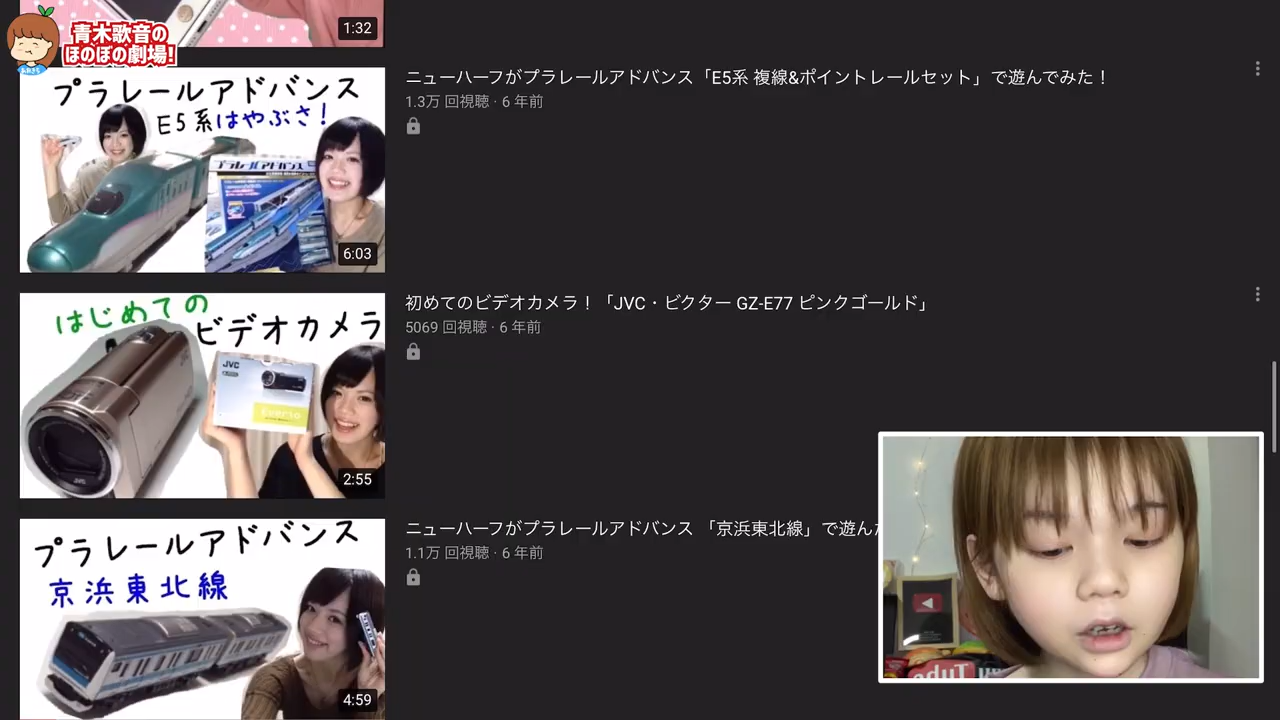 1:32
青木歌音の
ほのぼの劇場!
プラレールアドバンス
E5系はやぶさ!
プラレールアドバンス
6:03
ニューハーフがプラレールアドバンス「E5系 複線&ポイントレールセット」で遊んでみた！
1.3万 回視聴・6 年前
はじめての
ビデオカメラ
JVC
Everio
JVC
2:55
初めてのビデオカメラ！「JVC・ビクター GZ-E77 ピンクゴールド」
5069 回視聴・6 年前
プラレールアドバンス
京浜東北線
4:59
ニューハーフがプラレールアドバンス 「京浜東北線」で遊ん
1.1万 回視聴・6 年前